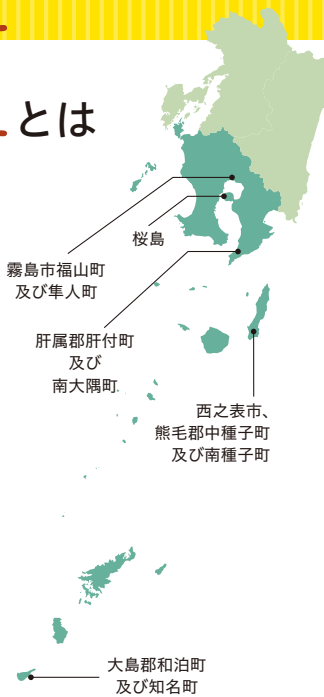 とは
桜島
霧島市福山町
及び隼人町
肝属郡肝付町
及び
南大隅町
西之表市、
熊毛郡中種子町
及び南種子町
大島郡和泊町
及び知名町